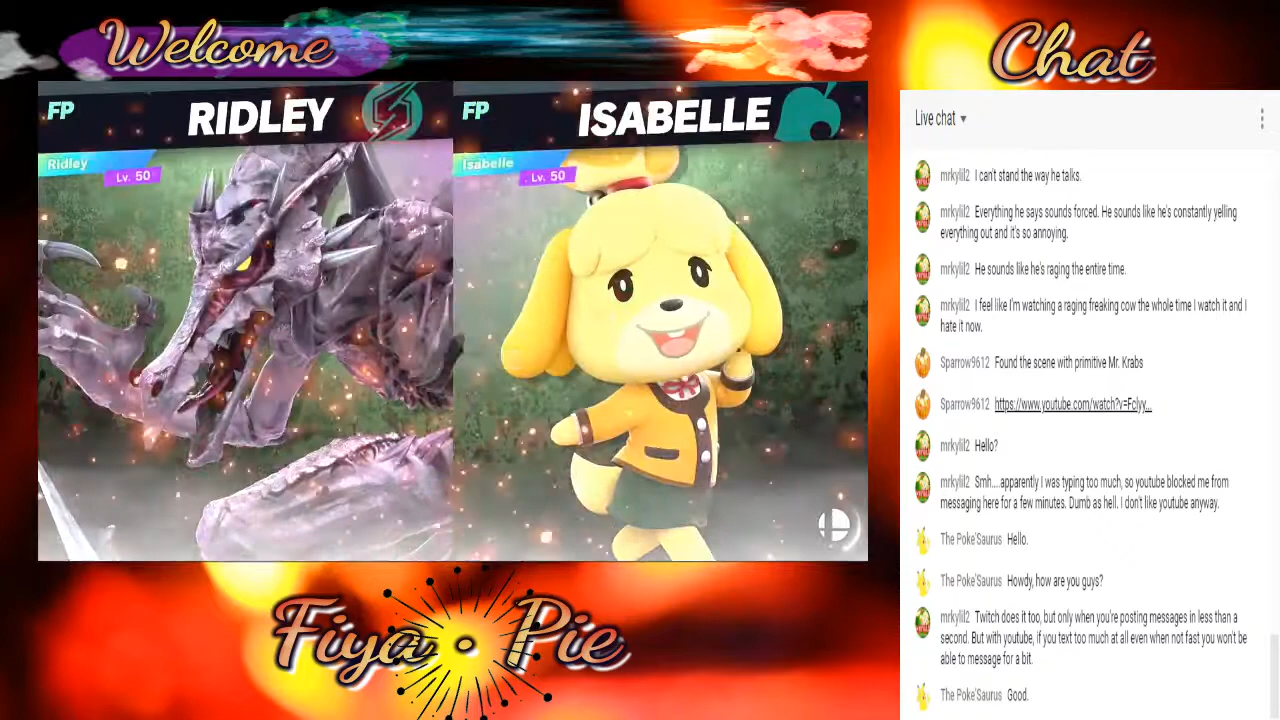 Welcome
Chat
FP
RIDLEY
Ridley
Lv. 50
FP
ISABELLE
Isabelle
Lv. 50
Fiya • Pie
Live chat
mrkylil2 I can't stand the way he talks.
mrkylil2 Everything he says sounds forced. He sounds like he's constantly yelling
everything out and it's so annoying.
mrkylil2 He sounds like he's raging the entire time.
mrkylil2 I feel like I'm watching a raging freaking cow the whole time I watch it and I
hate it now.
Sparrow9612 Found the scene with primitive Mr. Krabs
Sparrow9612 https://www.youtube.com/watch?v=Fclyy...
mrkylil2 Hello?
mrkylil2 Smh....apparently I was typing too much, so youtube blocked me from
messaging here for a few minutes. Dumb as hell. I don't like youtube anyway.
The Poke'Saurus Hello.
The Poke'Saurus Howdy, how are you guys?
mrkylil2 Twitch does it too, but only when you're posting messages in less than a
second. But with youtube, if you text too much at all even when not fast you won't be
able to message for a bit.
The Poke'Saurus Good.